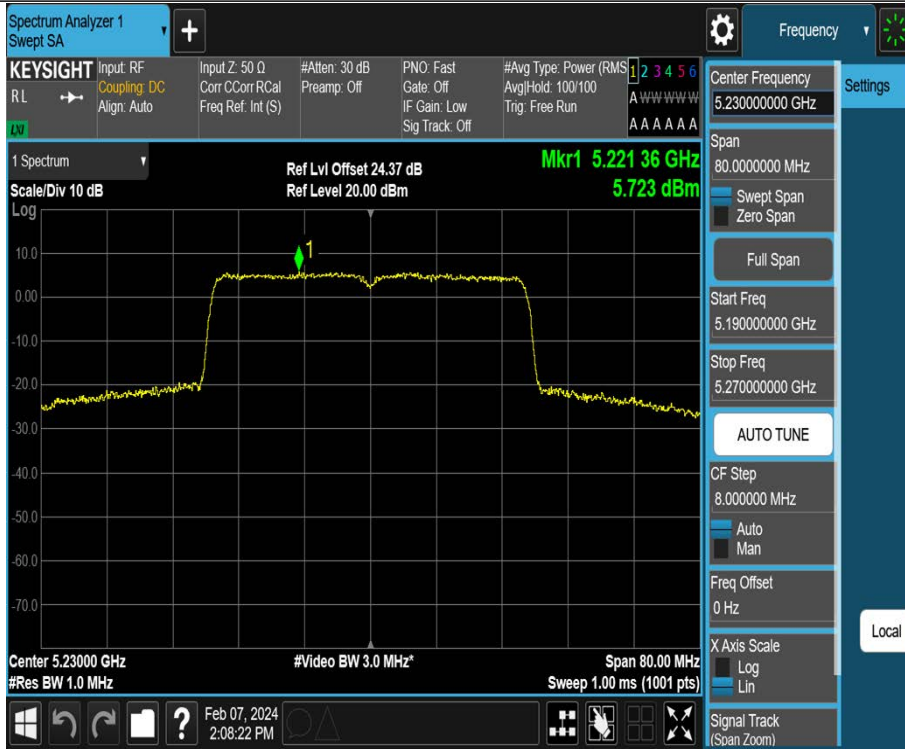 Spectrum Analyzer 1
Swept SA
+
Frequency
KEYSIGHT
R L
LXI
Input: RF
Coupling: DC
Align: Auto
Input Z: 50 Ω
Corr CCorr RCal
Freq Ref: Int (S)
#Atten: 30 dB
Preamp: Off
PNO: Fast
Gate: Off
IF Gain: Low
Sig Track: Off
#Avg Type: Power (RMS
Avg|Hold: 100/100
Trig: Free Run
1 2 3 4 5 6
A W W W W W
A A A A A A
Center Frequency
5.230000000 GHz
Settings
1 Spectrum
Scale/Div 10 dB
Log
Ref Lvl Offset 24.37 dB
Ref Level 20.00 dBm
Mkr1 5.221 36 GHz
5.723 dBm
1
10.0
0.00
-10.0
-20.0
-30.0
-40.0
-50.0
-60.0
-70.0
Center 5.23000 GHz
#Res BW 1.0 MHz
#Video BW 3.0 MHz*
Span 80.00 MHz
Sweep 1.00 ms (1001 pts)
Span
80.0000000 MHz
Swept Span
Zero Span
Full Span
Start Freq
5.190000000 GHz
Stop Freq
5.270000000 GHz
AUTO TUNE
CF Step
8.000000 MHz
Auto
Man
Freq Offset
0 Hz
X Axis Scale
Log
Lin
Local
Signal Track
(Span Zoom)
?
Feb 07, 2024
2:08:22 PM